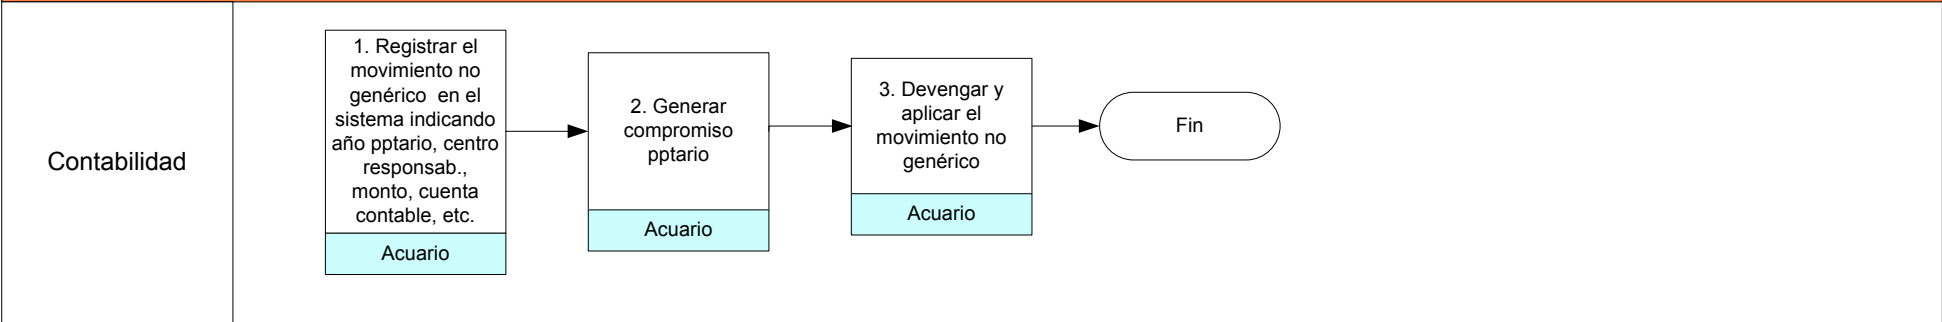 Contabilidad
1. Registrar el
movimiento no
genérico  en el
sistema indicando
año pptario, centro
responsab.,
monto, cuenta
contable, etc.
Acuario
2. Generar
compromiso
pptario
Acuario
3. Devengar y
aplicar el
movimiento no
genérico
Acuario
Fin